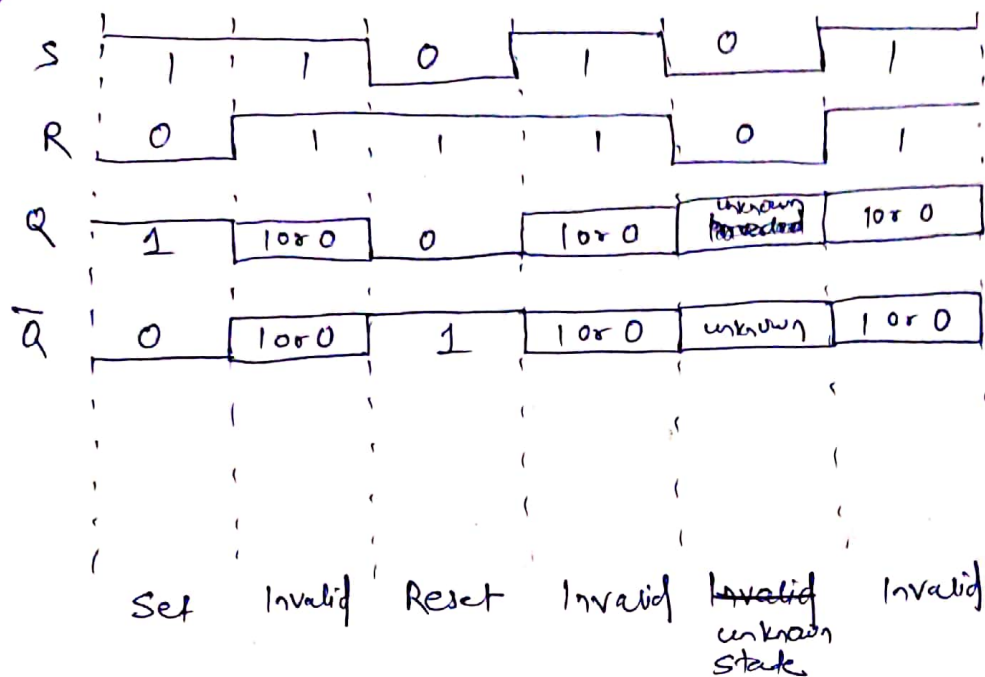 S 1 1 0 1 0 1
R 0 1 1 1 0 1
Q 1 1 or 0 0 1 or 0 unknown 1 or 0
Q̅ 0 1 or 0 1 1 or 0 unknown 1 or 0
Set Invalid Reset Invalid Invalid Invalid
unknown
state